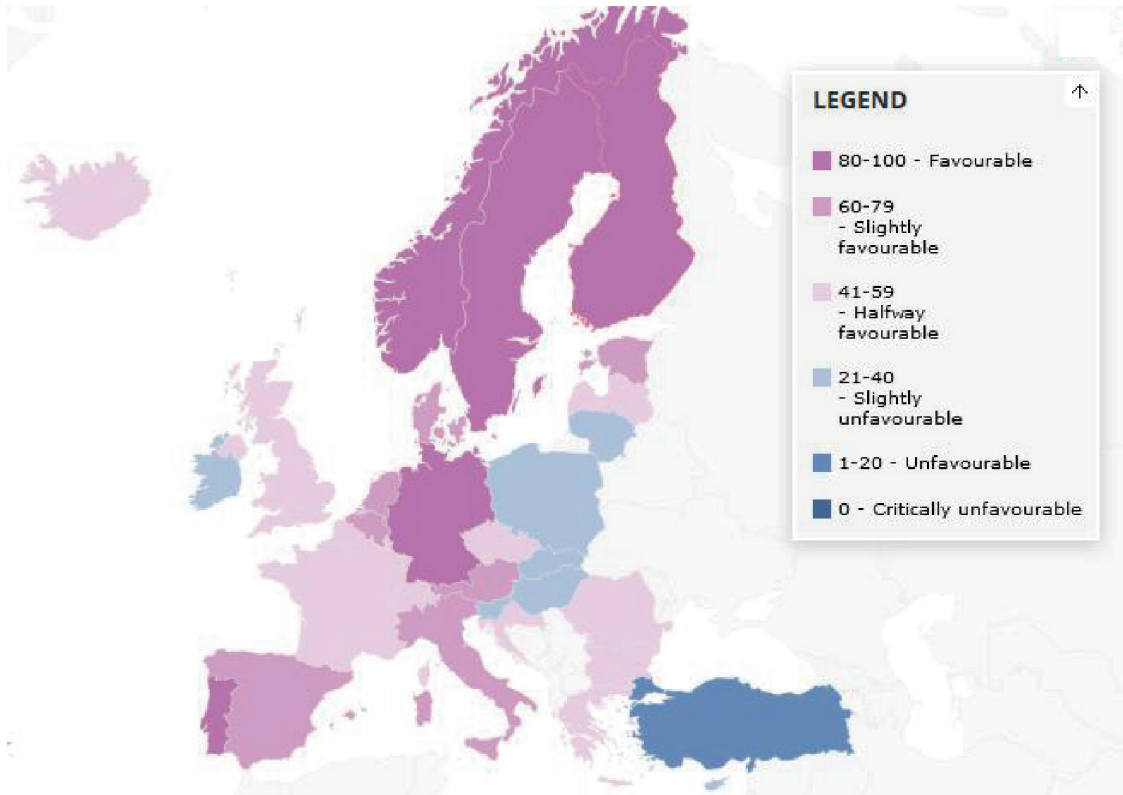 LEGEND
80-100 - Favourable
60-79
- Slightly
favourable
41-59
- Halfway
favourable
21-40
- Slightly
unfavourable
1-20 - Unfavourable
0 - Critically unfavourable